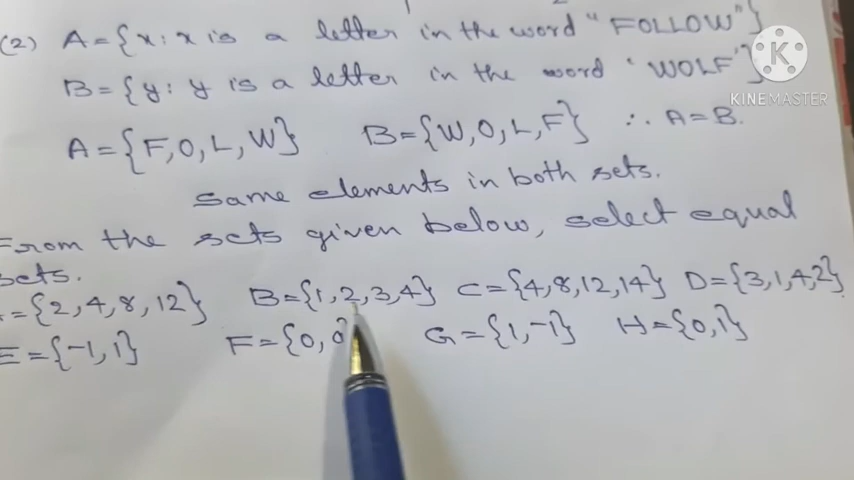 (2) A={x: x is a letter in the word "FOLLOW"}
B={y: y is a letter in the word 'WOLF'}
KINEMASTER
A={F,O,L,W} B={W,O,L,F} ∴ A=B.
Same elements in both sets.
From the sets given below, select equal
sets.
={2,4,8,12} B={1,2,3,4} C={4,8,12,14} D={3,1,4,2}
E={-1,1} F={0, G={1,-1} H={0,1}